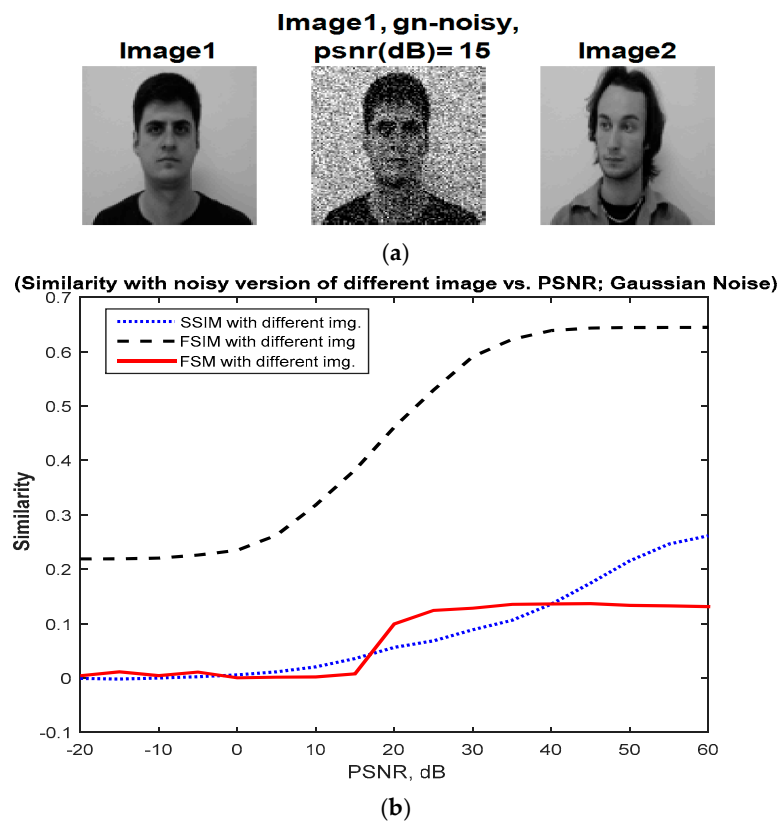 Image1
Image1, gn-noisy,
psnr(dB)= 15
Image2
(a)
(Similarity with noisy version of different image vs. PSNR; Gaussian Noise)
0.7
0.6
0.5
0.4
0.3
0.2
0.1
0
-0.1
Similarity
SSIM with different img.
FSIM with different img
FSM with different img.
-20 -10 0 10 20 30 40 50 60
PSNR, dB
(b)